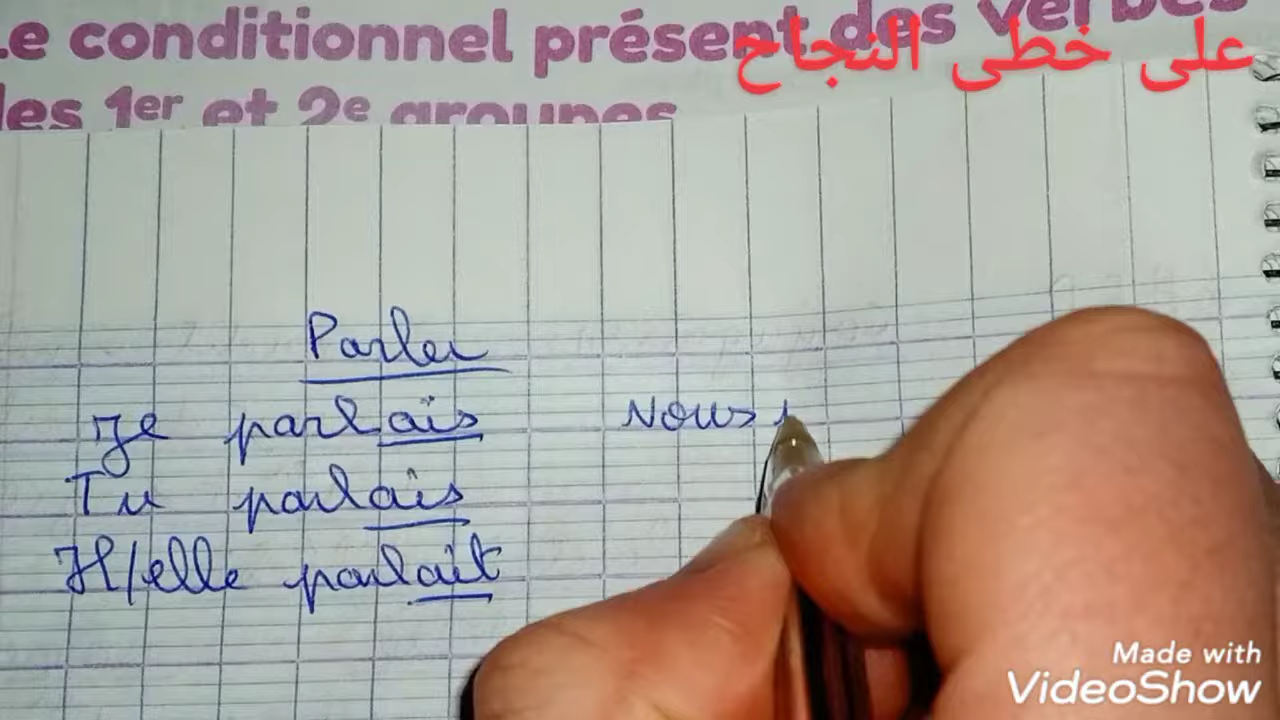 Le conditionnel présent des verbes
على خطى النجاح
les 1er et 2e groupes
Parler
Je parlais
Nous
Tu parlais
Il/elle parlait
Made with
VideoShow